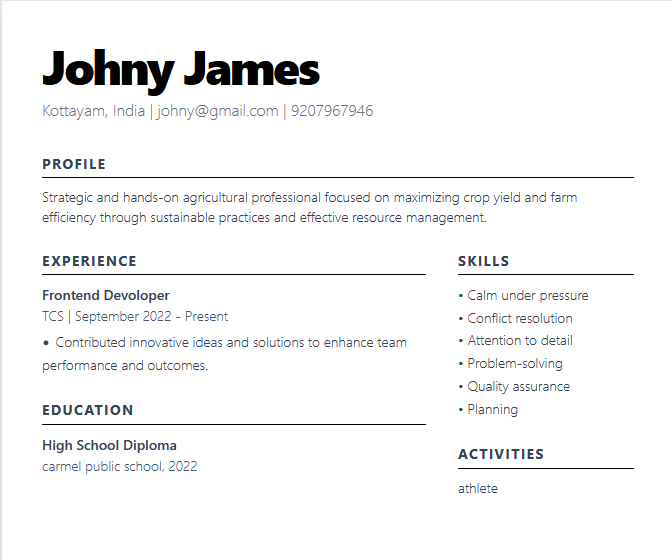 Johny James
Kottayam, India | johny@gmail.com | 9207967946
PROFILE
Strategic and hands-on agricultural professional focused on maximizing crop yield and farm
efficiency through sustainable practices and effective resource management.
EXPERIENCE
Frontend Devoloper
TCS | September 2022 - Present
• Contributed innovative ideas and solutions to enhance team
performance and outcomes.
EDUCATION
High School Diploma
carmel public school, 2022
SKILLS
• Calm under pressure
• Conflict resolution
• Attention to detail
• Problem-solving
• Quality assurance
• Planning
ACTIVITIES
athlete